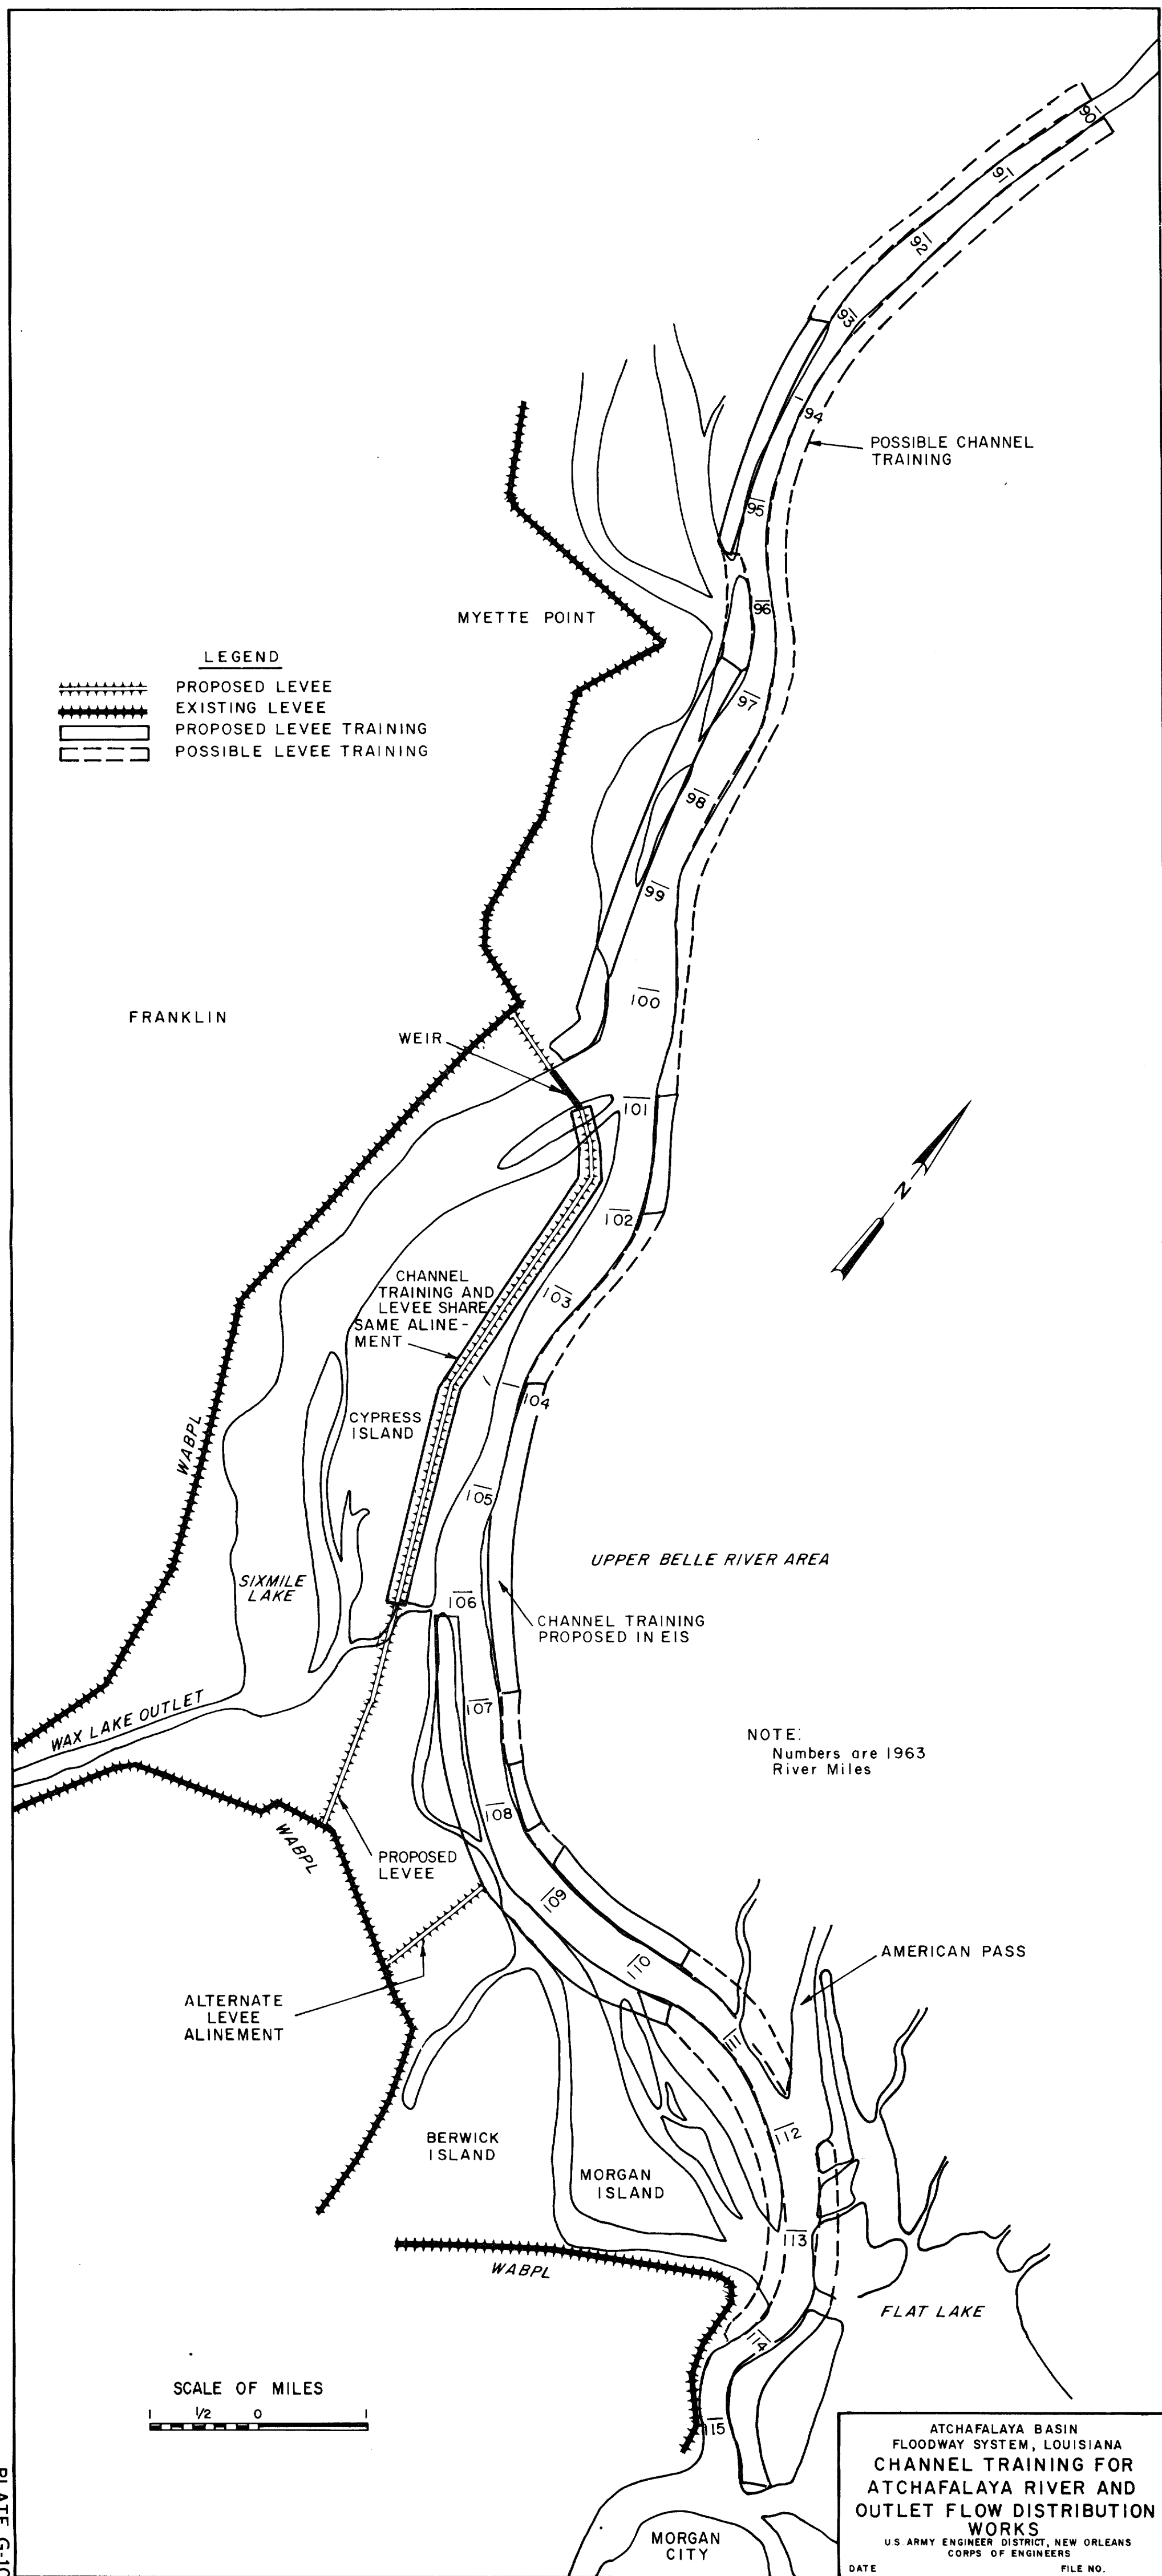 90
91
92
93
94
POSSIBLE CHANNEL
TRAINING
95
96
MYETTE POINT
LEGEND
PROPOSED LEVEE
EXISTING LEVEE
PROPOSED LEVEE TRAINING
POSSIBLE LEVEE TRAINING
97
98
99
100
FRANKLIN
WEIR
101
N
102
CHANNEL
TRAINING AND
LEVEE SHARE
SAME ALINE-
MENT
103
104
CYPRESS
ISLAND
WABPL
105
UPPER BELLE RIVER AREA
SIXMILE
LAKE
106
CHANNEL TRAINING
PROPOSED IN EIS
107
WAX LAKE OUTLET
NOTE:
Numbers are 1963
River Miles
108
WABPL
PROPOSED
LEVEE
109
110
AMERICAN PASS
ALTERNATE
LEVEE
ALINEMENT
111
112
BERWICK
ISLAND
MORGAN
ISLAND
113
WABPL
FLAT LAKE
114
SCALE OF MILES
1 1/2 0 1
115
MORGAN
CITY
ATCHAFALAYA BASIN
FLOODWAY SYSTEM, LOUISIANA
CHANNEL TRAINING FOR
ATCHAFALAYA RIVER AND
OUTLET FLOW DISTRIBUTION
WORKS
U.S. ARMY ENGINEER DISTRICT, NEW ORLEANS
CORPS OF ENGINEERS
DATE FILE NO.
PLATE